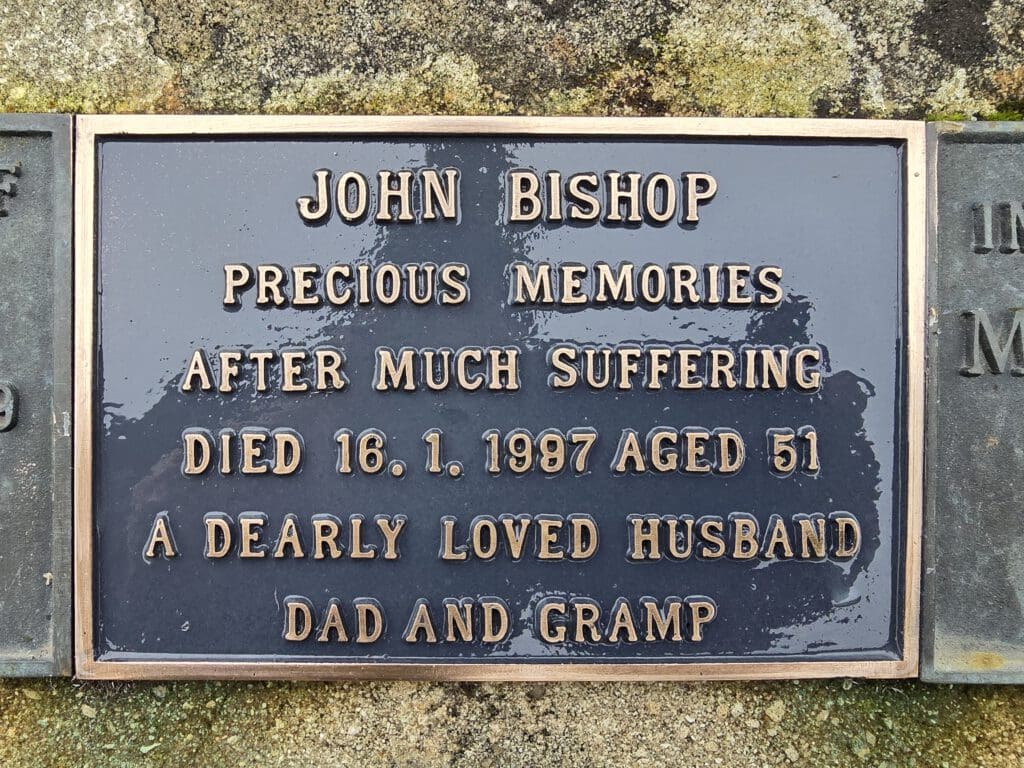 JOHN BISHOP
PRECIOUS MEMORIES
AFTER MUCH SUFFERING
DIED 16. 1. 1997 AGED 51
A DEARLY LOVED HUSBAND
DAD AND GRAMP